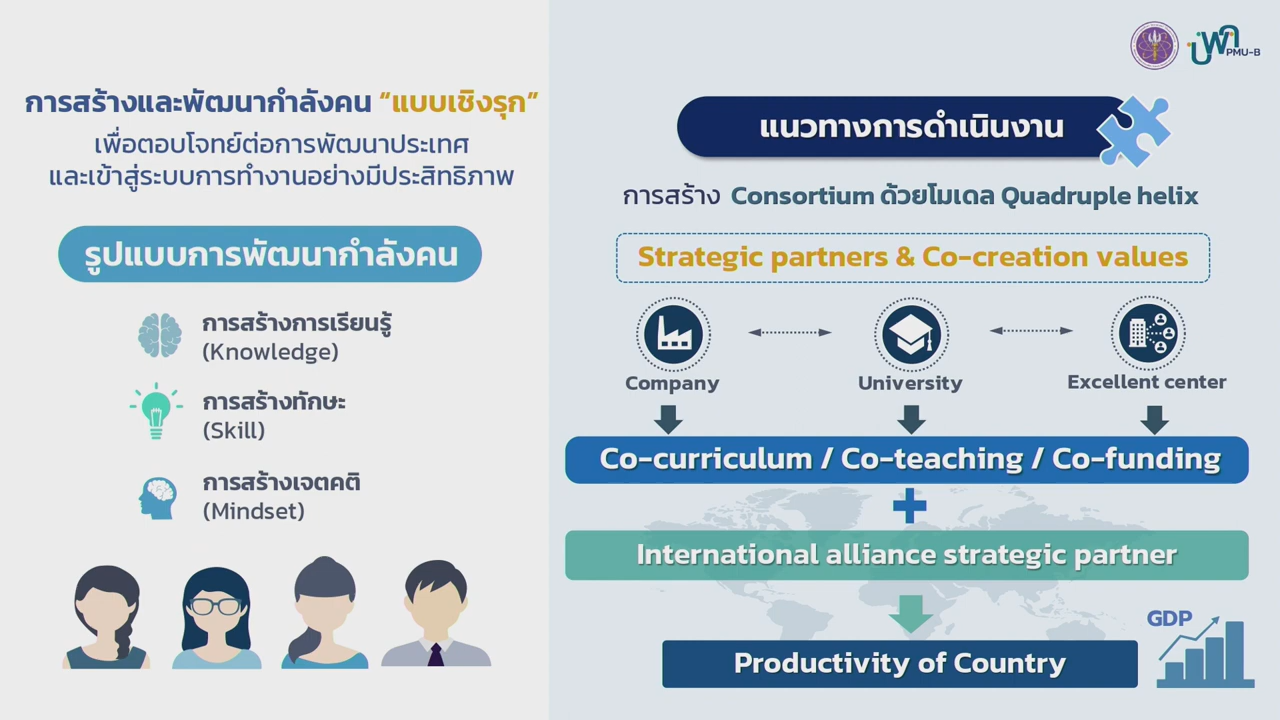 การสร้างและพัฒนากำลังคน “แบบเชิงรุก”
เพื่อตอบโจทย์ต่อการพัฒนาประเทศ
และเข้าสู่ระบบการทำงานอย่างมีประสิทธิภาพ
รูปแบบการพัฒนากำลังคน
การสร้างการเรียนรู้
(Knowledge)
การสร้างทักษะ
(Skill)
การสร้างเจตคติ
(Mindset)
บพค
PMU-B
แนวทางการดำเนินงาน
การสร้าง Consortium ด้วยโมเดล Quadruple helix
Strategic partners & Co-creation values
Company
University
Excellent center
Co-curriculum / Co-teaching / Co-funding
International alliance strategic partner
GDP
Productivity of Country